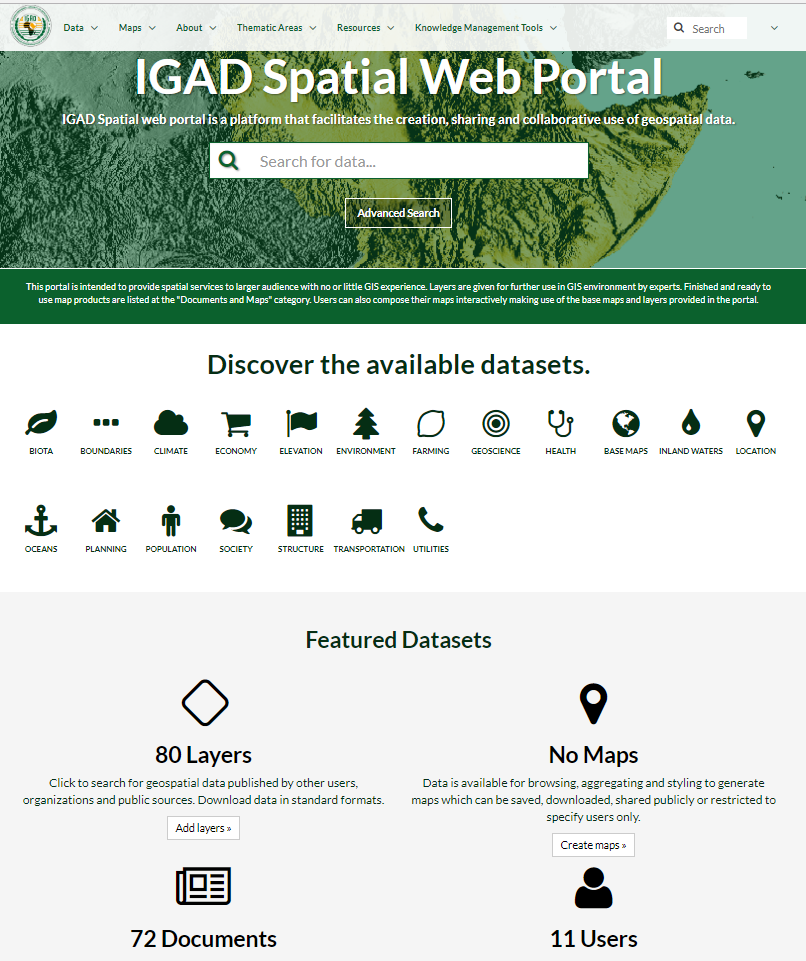 IGAD
Data Maps About Thematic Areas Resources Knowledge Management Tools Search
IGAD Spatial Web Portal
IGAD Spatial web portal is a platform that facilitates the creation, sharing and collaborative use of geospatial data.
Search for data...
Advanced Search
This portal is intended to provide spatial services to larger audience with no or little GIS experience. Layers are given for further use in GIS environment by experts. Finished and ready to
use map products are listed at the "Documents and Maps" category. Users can also compose their maps interactively making use of the base maps and layers provided in the portal.
Discover the available datasets.
BIOTA BOUNDARIES CLIMATE ECONOMY ELEVATION ENVIRONMENT FARMING GEOSCIENCE HEALTH BASE MAPS INLAND WATERS LOCATION
OCEANS PLANNING POPULATION SOCIETY STRUCTURE TRANSPORTATION UTILITIES
Featured Datasets
80 Layers
Click to search for geospatial data published by other users,
organizations and public sources. Download data in standard formats.
Add layers »
No Maps
Data is available for browsing, aggregating and styling to generate
maps which can be saved, downloaded, shared publicly or restricted to
specify users only.
Create maps »
72 Documents
11 Users